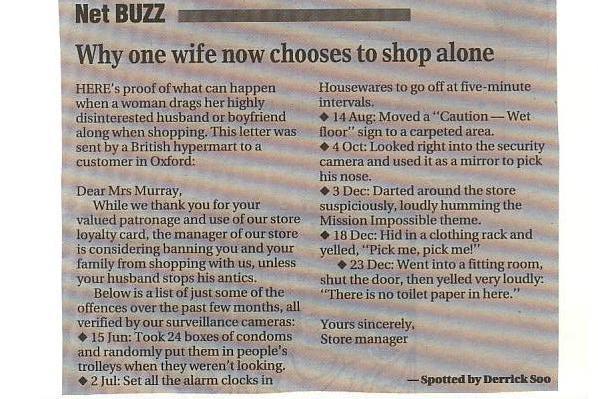 Net BUZZ
Why one wife now chooses to shop alone
HERE's proof of what can happen
when a woman drags her highly
disinterested husband or boyfriend
along when shopping. This letter was
sent by a British hypermart to a
customer in Oxford:
Dear Mrs Murray,
While we thank you for your
valued patronage and use of our store
loyalty card, the manager of our store
is considering banning you and your
family from shopping with us, unless
your husband stops his antics.
Below is a list of just some of the
offences over the past few months, all
verified by our surveillance cameras:
◆ 15 Jun: Took 24 boxes of condoms
and randomly put them in people's
trolleys when they weren't looking.
◆ 2 Jul: Set all the alarm clocks in
Housewares to go off at five-minute
intervals.
◆ 14 Aug: Moved a "Caution — Wet
floor" sign to a carpeted area.
◆ 4 Oct: Looked right into the security
camera and used it as a mirror to pick
his nose.
◆ 3 Dec: Darted around the store
suspiciously, loudly humming the
Mission Impossible theme.
◆ 18 Dec: Hid in a clothing rack and
yelled, "Pick me, pick me!"
◆ 23 Dec: Went into a fitting room,
shut the door, then yelled very loudly:
"There is no toilet paper in here."
Yours sincerely,
Store manager
— Spotted by Derrick Soo